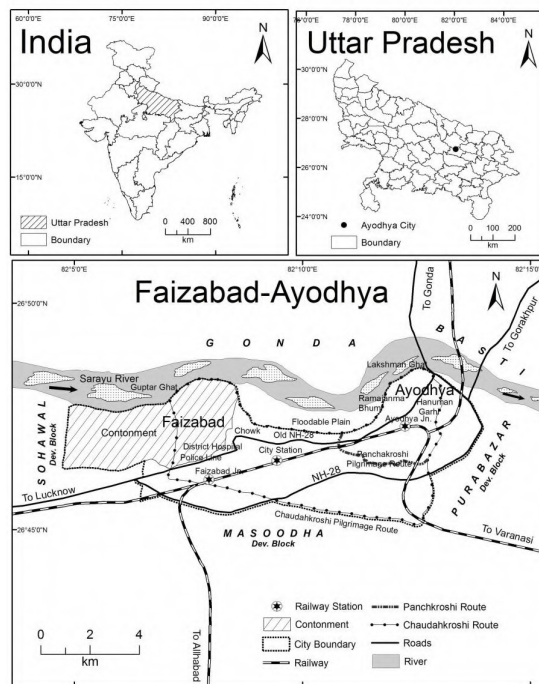 60°0'0"E
75°0'0"E
90°0'0"E
India
N
30°0'0"N
15°0'0"N
Uttar Pradesh
Boundary
0 400 800
km
78°0'0"E
80°0'0"E
82°0'0"E
84°0'0"E
Uttar Pradesh
N
30°0'0"N
28°0'0"N
26°0'0"N
24°0'0"N
Ayodhya City
Boundary
0 100 200
km
82°5'0"E
82°10'0"E
82°15'0"E
Faizabad-Ayodhya
N
26°50'0"N
26°45'0"N
To Gonda
To Gorakhpur
GONDA
BASTI
Sarayu River
Guptar Ghat
Lakshman Ghat
Ayodhya
Ramjanma
Bhumi
Hanuman
Garhi
Ayodhya Jn.
Faizabad
Contonment
Chowk
Floodable Plain
Old NH-28
District Hospital
Police Line
City Station
Faizabad Jn.
Panchakroshi
Pilgrimage Route
NH-28
SOHAWAL
Dev. Block
PURABAZAR
Dev. Block
To Lucknow
MASODHA
Dev. Block
Chaudahkroshi Pilgrimage Route
To Varanasi
To Allhabad
0 2 4
km
Railway Station
Contonment
City Boundary
Railway
Panchkroshi Route
Chaudahkroshi Route
Roads
River